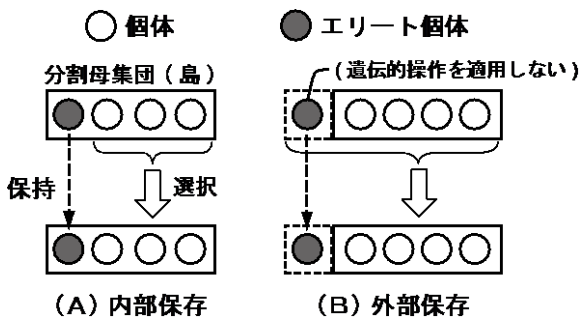 個体
エリート個体
分割母集団（島）
(遺伝的操作を適用しない)
保持
選択
（A）内部保存
（B）外部保存